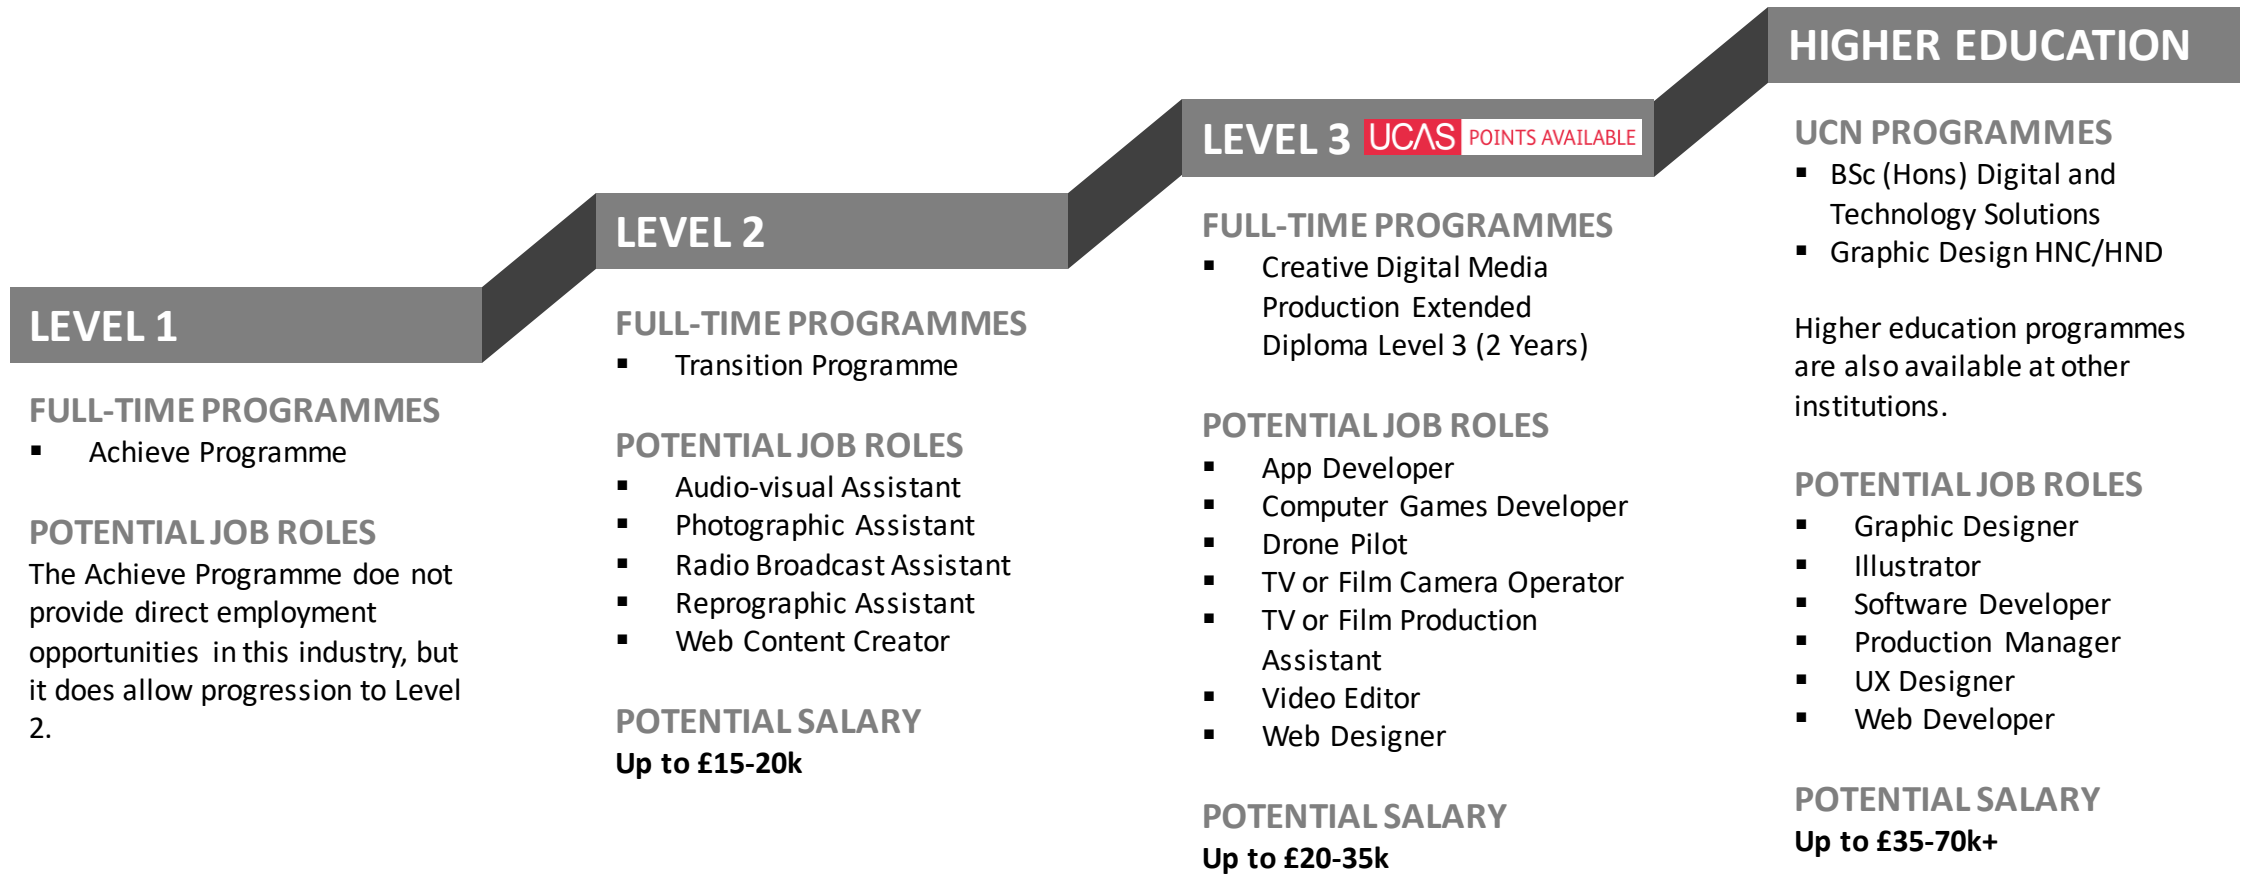 LEVEL 1
FULL-TIME PROGRAMMES
▪ Achieve Programme
POTENTIAL JOB ROLES
The Achieve Programme doe not
provide direct employment
opportunities in this industry, but
it does allow progression to Level
2.
LEVEL 2
FULL-TIME PROGRAMMES
▪ Transition Programme
POTENTIAL JOB ROLES
▪ Audio-visual Assistant
▪ Photographic Assistant
▪ Radio Broadcast Assistant
▪ Reprographic Assistant
▪ Web Content Creator
POTENTIAL SALARY
Up to £15-20k
LEVEL 3 UCAS POINTS AVAILABLE
FULL-TIME PROGRAMMES
▪ Creative Digital Media
Production Extended
Diploma Level 3 (2 Years)
POTENTIAL JOB ROLES
▪ App Developer
▪ Computer Games Developer
▪ Drone Pilot
▪ TV or Film Camera Operator
▪ TV or Film Production
Assistant
▪ Video Editor
▪ Web Designer
POTENTIAL SALARY
Up to £20-35k
HIGHER EDUCATION
UCN PROGRAMMES
▪ BSc (Hons) Digital and
Technology Solutions
▪ Graphic Design HNC/HND
Higher education programmes
are also available at other
institutions.
POTENTIAL JOB ROLES
▪ Graphic Designer
▪ Illustrator
▪ Software Developer
▪ Production Manager
▪ UX Designer
▪ Web Developer
POTENTIAL SALARY
Up to £35-70k+